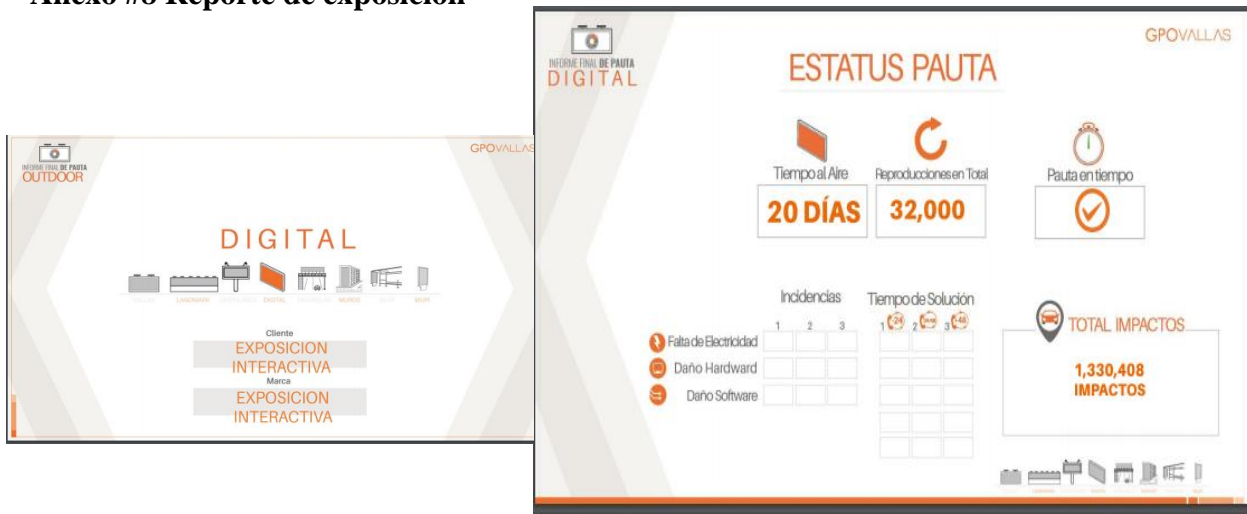 Anexo #8 Reporte de exposición
INFORME FINAL DE PAUTA
OUTDOOR
GPOVALLAS
DIGITAL
LANDMARK
DIGITAL
MUROS
MUPI
Cliente
EXPOSICION
INTERACTIVA
Marca
EXPOSICION
INTERACTIVA
INFORME FINAL DE PAUTA
DIGITAL
GPOVALLAS
ESTATUS PAUTA
Tiempo al Aire
20 DÍAS
Reproducciones en Total
32,000
Pauta en tiempo
Incidencias
1 2 3
Tiempo de Solución
1 2 3
Falta de Electricidad
Daño Hardward
Daño Software
TOTAL IMPACTOS
1,330,408
IMPACTOS